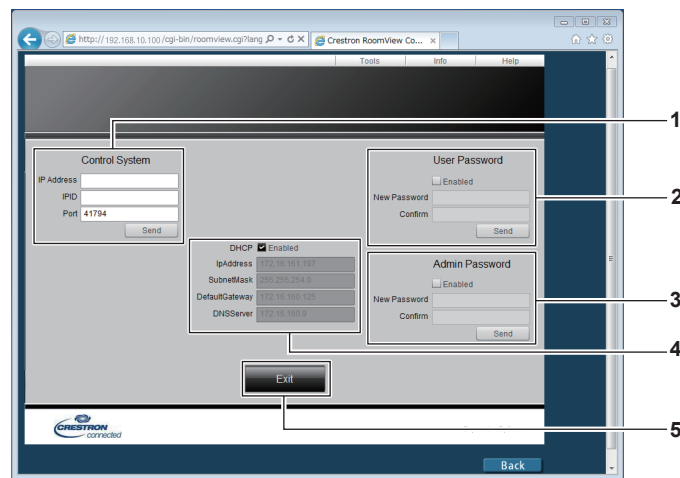 http://192.168.10.100/cgi-bin/roomview.cgi?lang
Crestron RoomView Co...
Tools Info Help
1
Control System
IP Address
IPID
Port 41794
Send
User Password
Enabled
New Password
Confirm
Send
2
DHCP Enabled
IpAddress 172.16.161.197
SubnetMask 255.255.254.0
DefaultGateway 172.16.160.125
DNSServer 172.16.160.9
Admin Password
Enabled
New Password
Confirm
Send
3
4
Exit
5
CRESTRON
connected
Back